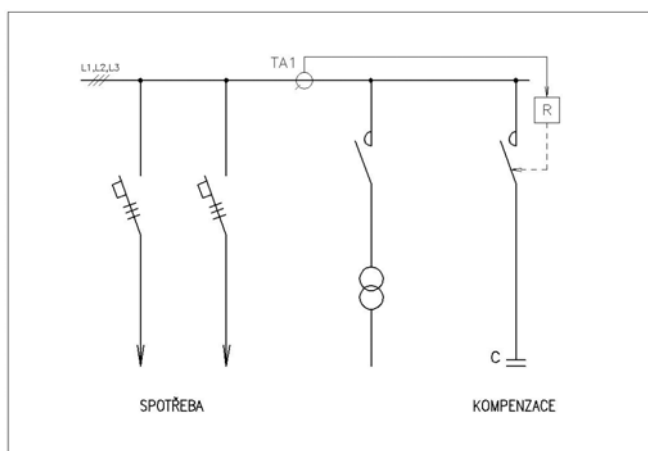 L1,L2,L3
TA1
R
C
SPOTŘEBA
KOMPENZACE